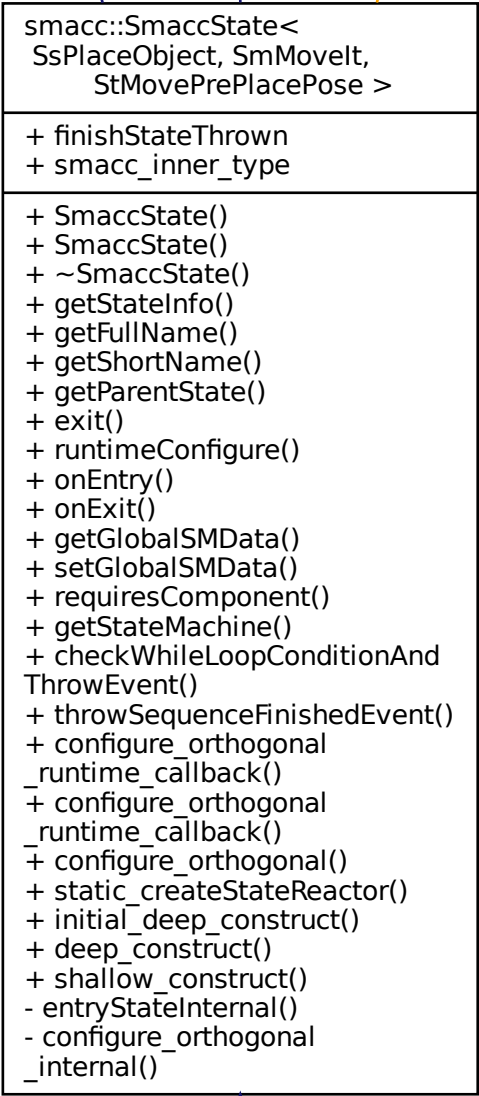 smacc::SmaccState<
SsPlaceObject, SmMoveIt,
StMovePrePlacePose >
+ finishStateThrown
+ smacc_inner_type
+ SmaccState()
+ SmaccState()
+ ~SmaccState()
+ getStateInfo()
+ getFullName()
+ getShortName()
+ getParentState()
+ exit()
+ runtimeConfigure()
+ onEntry()
+ onExit()
+ getGlobalSMData()
+ setGlobalSMData()
+ requiresComponent()
+ getStateMachine()
+ checkWhileLoopConditionAnd
ThrowEvent()
+ throwSequenceFinishedEvent()
+ configure_orthogonal
_runtime_callback()
+ configure_orthogonal
_runtime_callback()
+ configure_orthogonal()
+ static_createStateReactor()
+ initial_deep_construct()
+ deep_construct()
+ shallow_construct()
- entryStateInternal()
- configure_orthogonal
_internal()